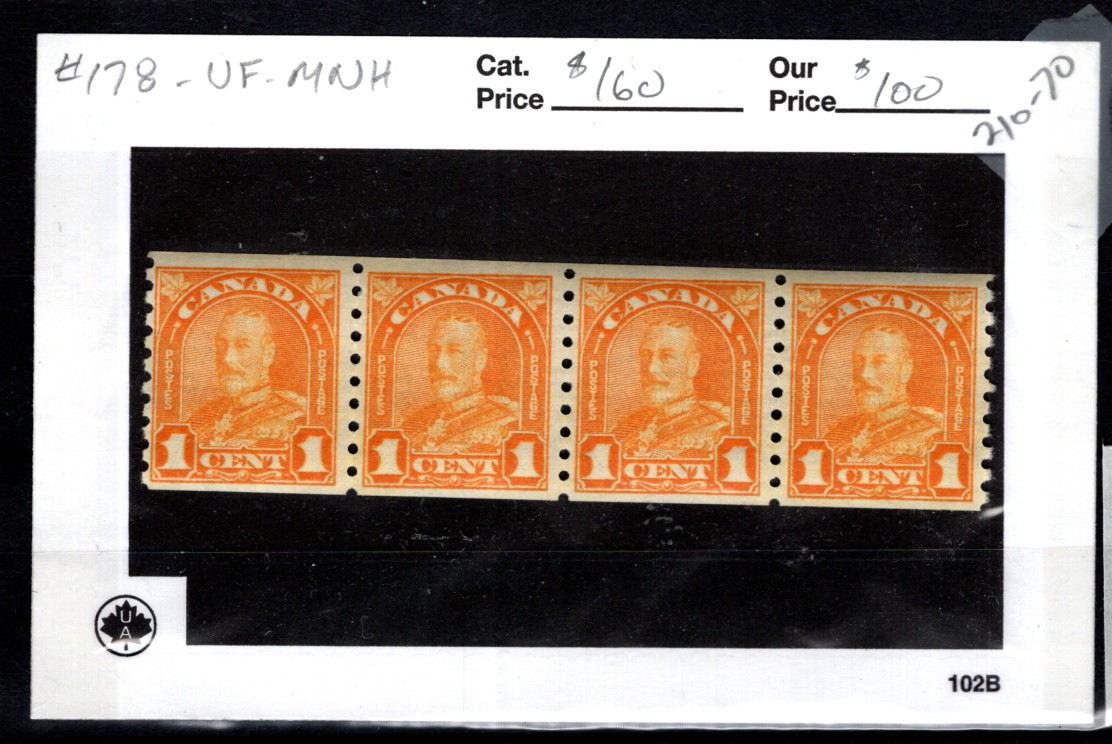 #178 - VF - MNH
Cat. Price $160
Our Price $100
210-70
CANADA CANADA CANADA CANADA
POSTES POSTAGE POSTES POSTAGE POSTES POSTAGE POSTES POSTAGE
1 CENT 1 1 CENT 1 1 CENT 1 1 CENT 1
UA
102B